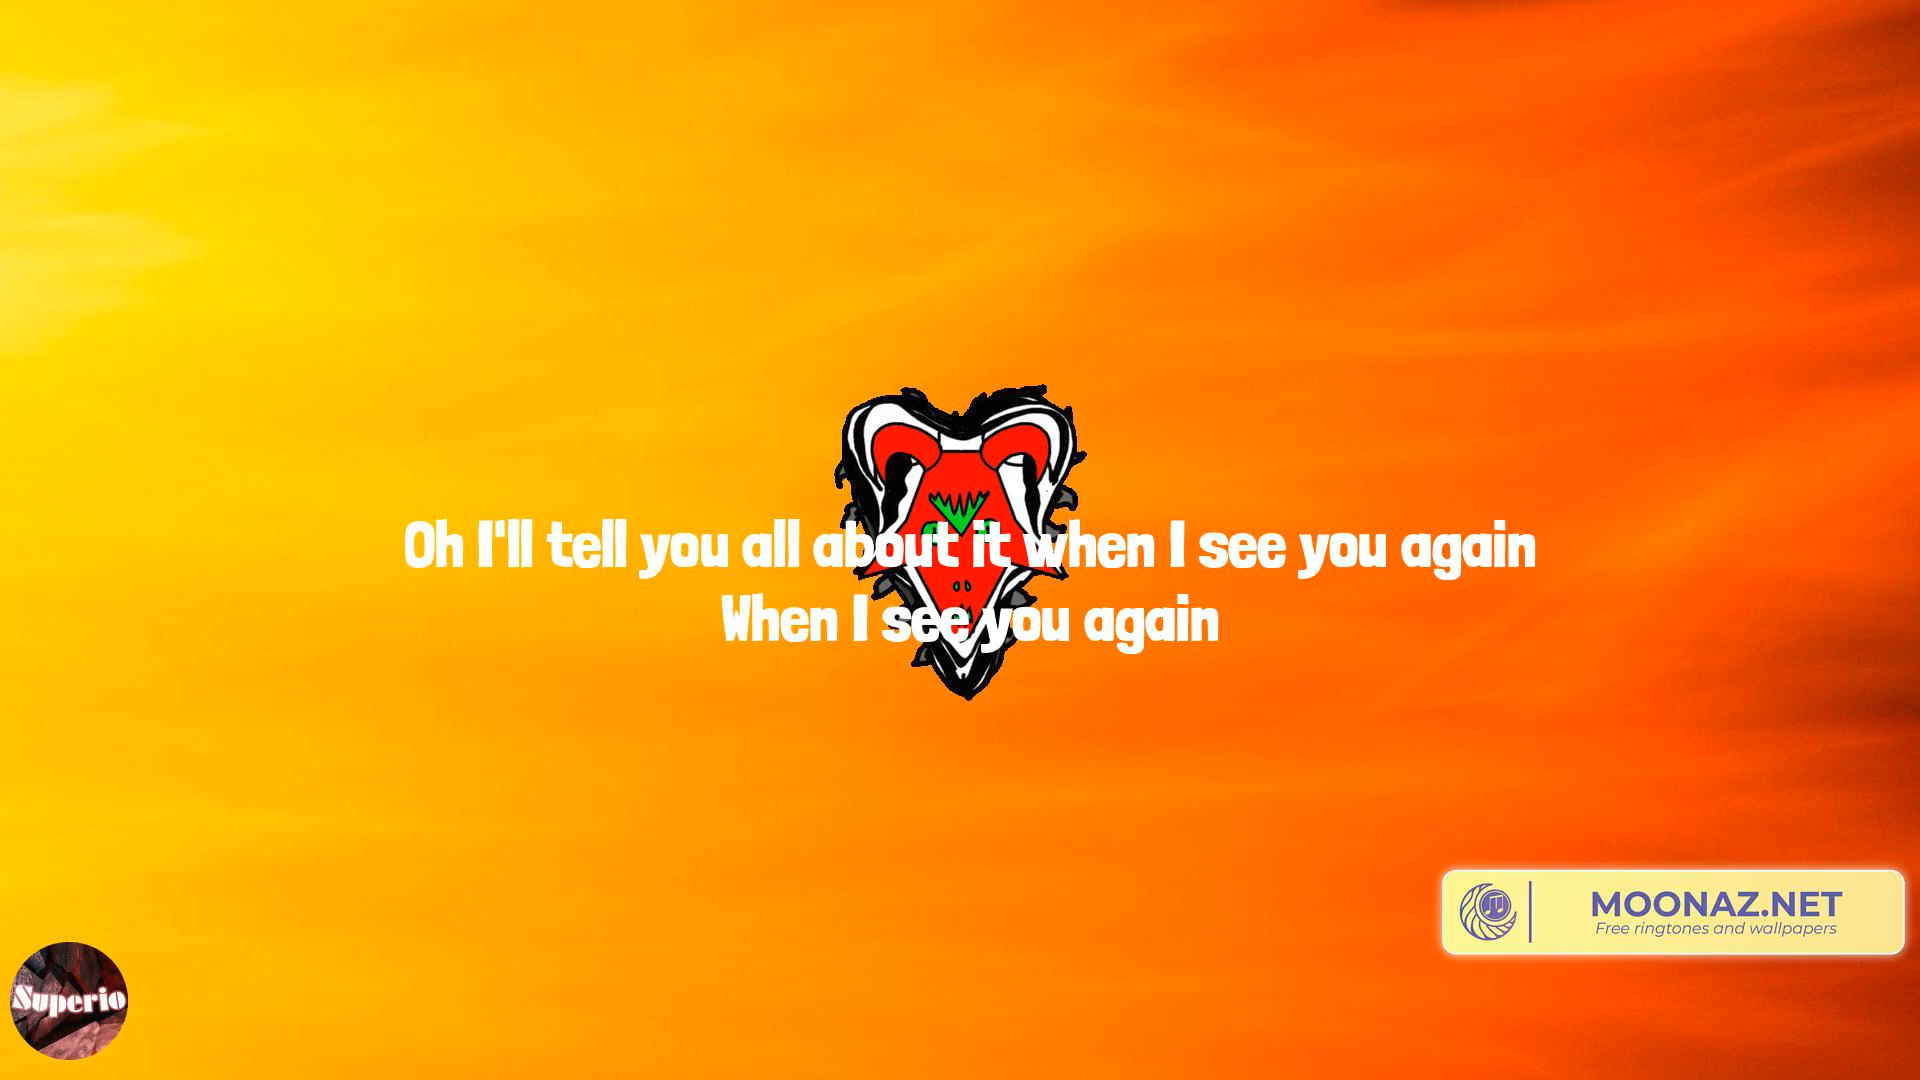 Oh I'll tell you all about it when I see you again
When I see you again
MOONAZ.NET
Free ringtones and wallpapers
Superio